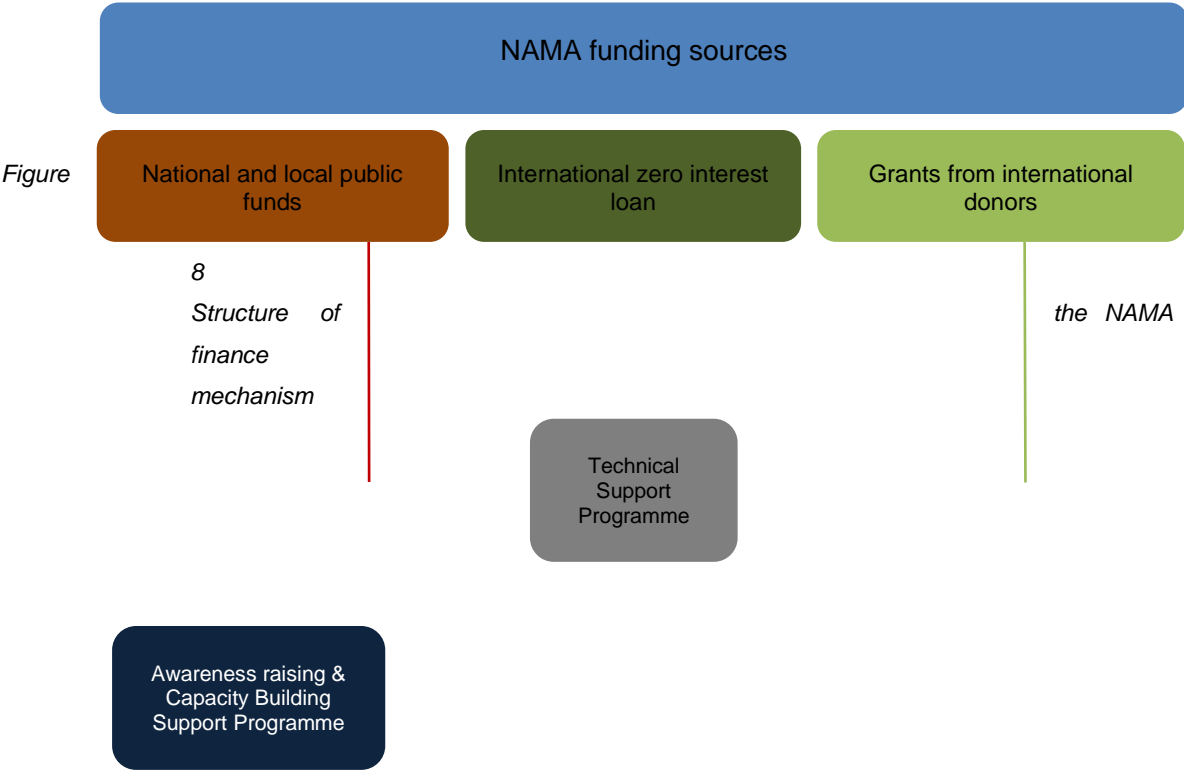 NAMA funding sources
Figure
National and local public
funds
International zero interest
loan
Grants from international
donors
8
Structure of
the NAMA
finance
mechanism
Technical
Support
Programme
Awareness raising &
Capacity Building
Support Programme